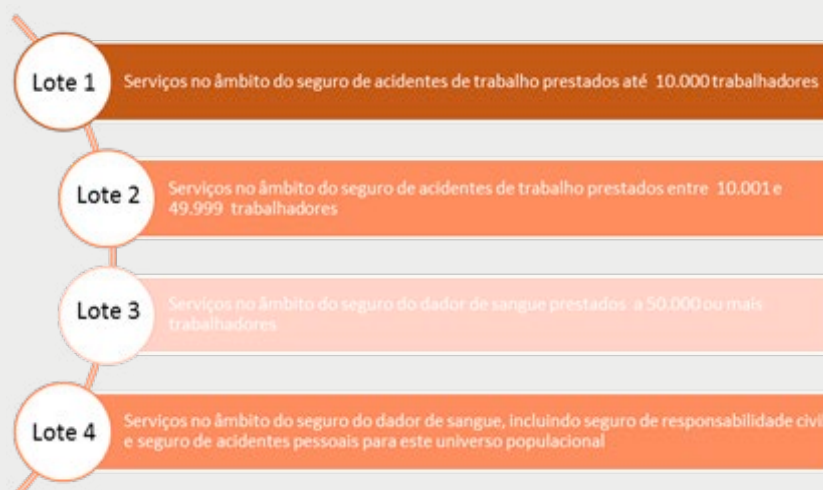 Lote 1
Serviços no âmbito do seguro de acidentes de trabalho prestados até 10.000 trabalhadores
Lote 2
Serviços no âmbito do seguro de acidentes de trabalho prestados entre 10.001 e
49.999 trabalhadores
Lote 3
Serviços no âmbito do seguro do dador de sangue prestados a 50.000 ou mais
trabalhadores
Lote 4
Serviços no âmbito do seguro do dador de sangue, incluindo seguro de responsabilidade civil
e seguro de acidentes pessoais para este universo populacional